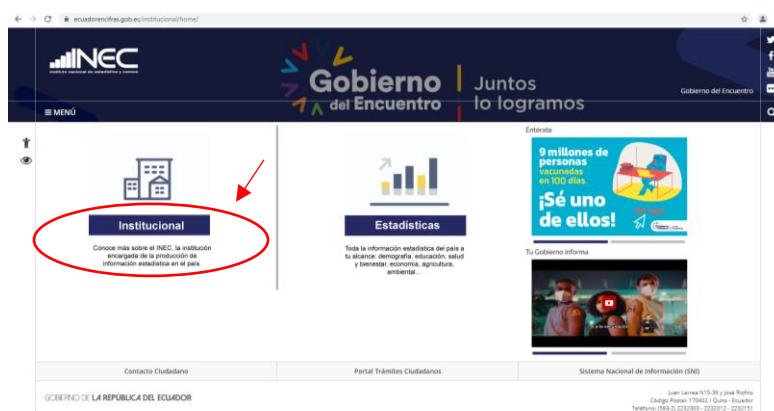 ecuadorencifras.gob.ec/institucional/home/
INEC
instituto nacional de estadística y censos
Gobierno
del Encuentro
Juntos
lo logramos
Gobierno del Encuentro
MENÚ
Institucional
Conoce más sobre el INEC, la institución
encargada de la producción de
información estadística en el país.
Estadísticas
Toda la información estadística del país a
tu alcance: demografía, educación, salud
y bienestar, economía, agricultura,
ambiental...
Entérate
9 millones de
personas
vacunadas
en 100 días
¡Sé uno
de ellos!
Tu Gobierno informa
Contacto Ciudadano
Portal Trámites Ciudadanos
Sistema Nacional de Información (SNI)
GOBIERNO DE LA REPÚBLICA DEL ECUADOR
Juan Larrea N15-36 y José Riofrío
Código Postal: 170402 / Quito - Ecuador
Teléfono: (593-2) 2232303 - 2232012 - 2232151